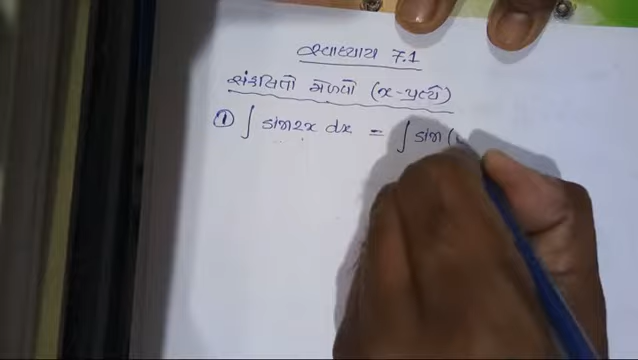 સ્વાધ્યાય 7.1
સંકલિતો મેળવો (x-પ્રત્યે)
① ∫ sin2x dx = ∫ sin (